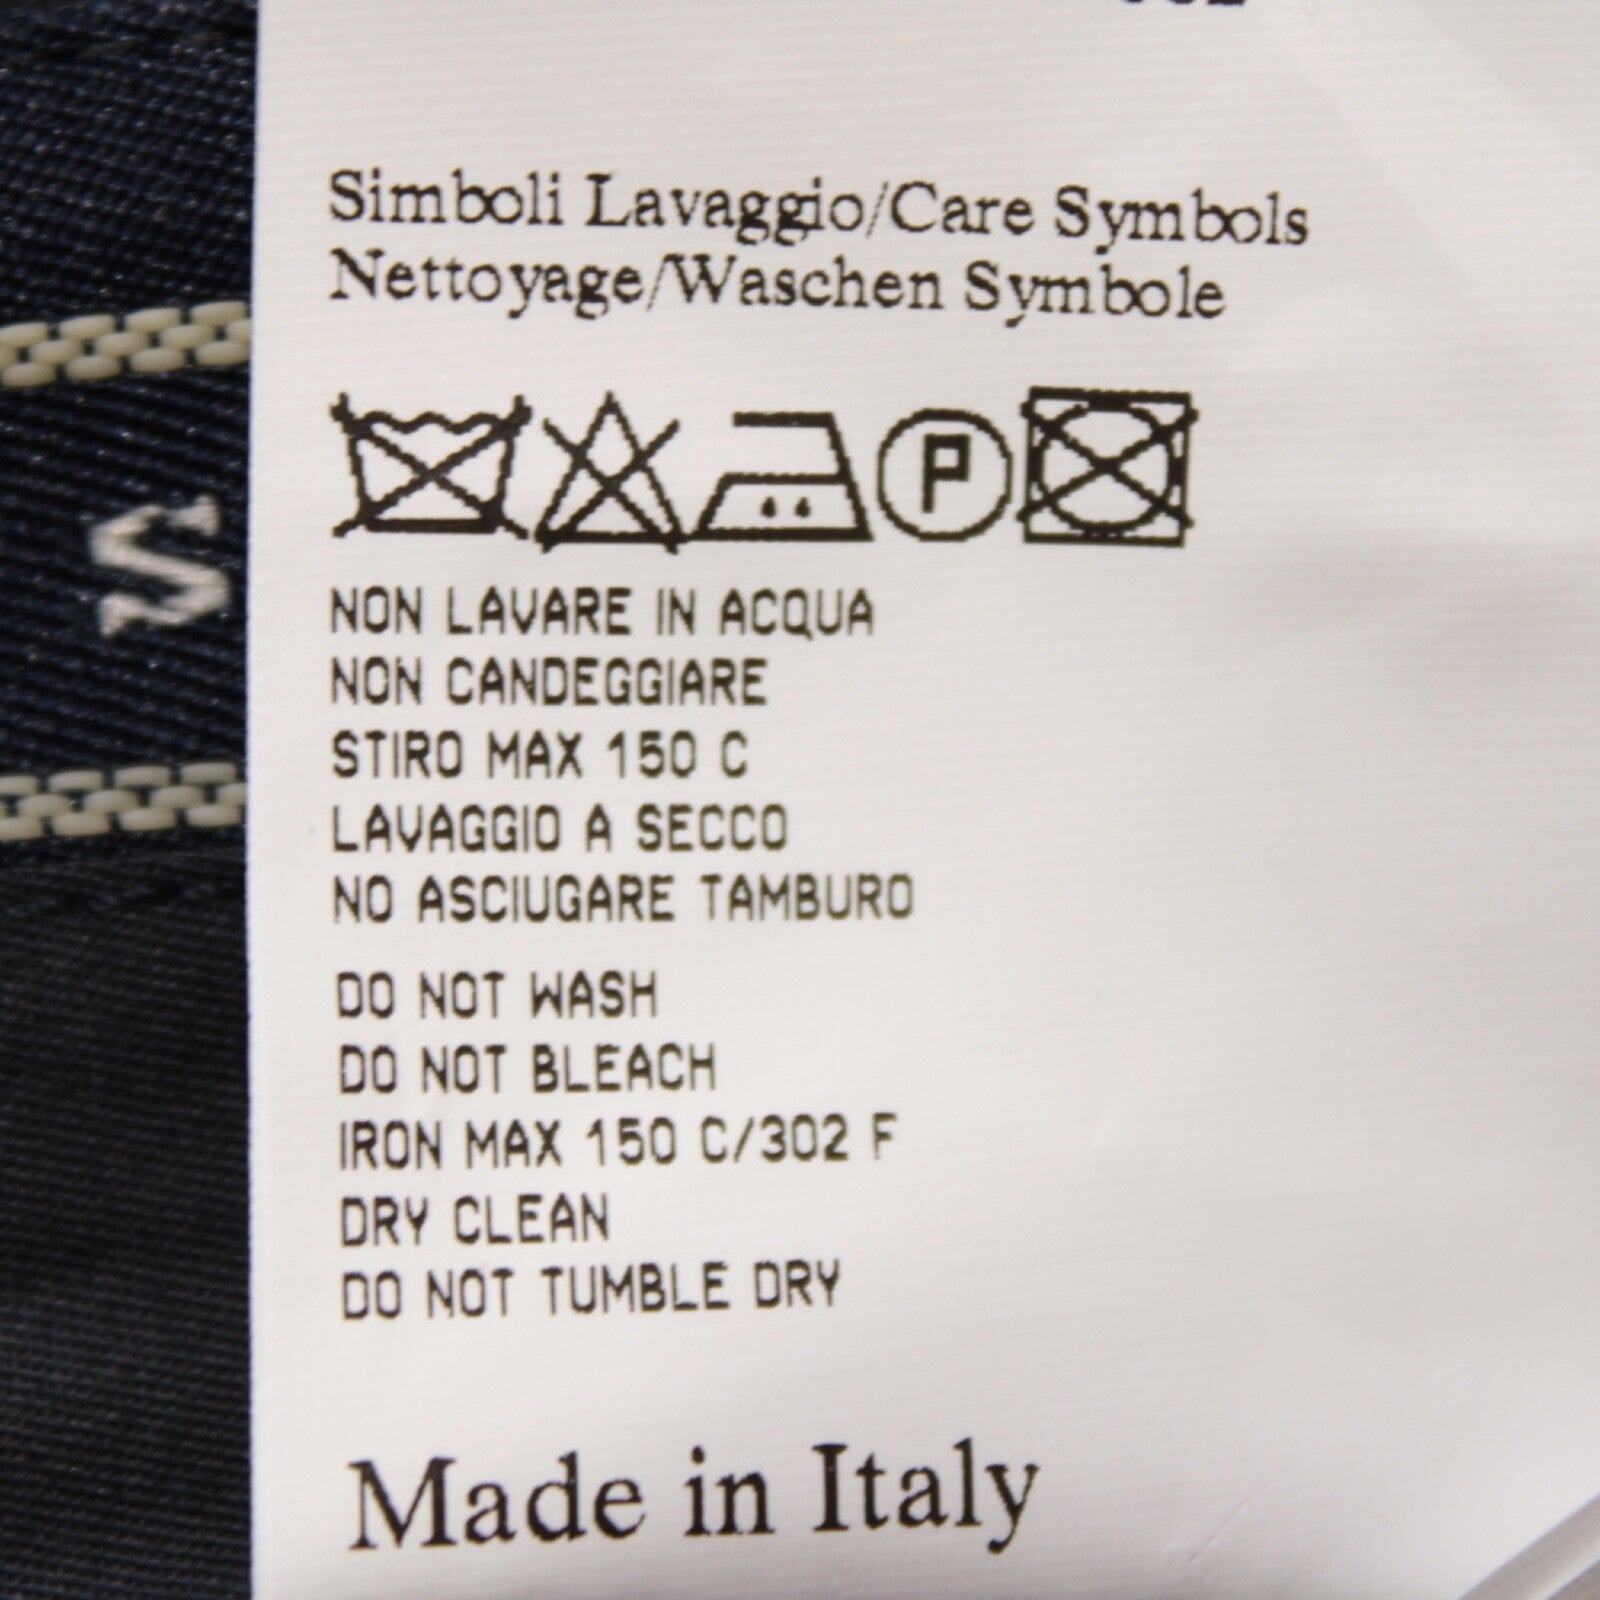 Simboli Lavaggio/Care Symbols
Nettoyage/Waschen Symbole
P
NON LAVARE IN ACQUA
NON CANDEGGIARE
STIRO MAX 150 C
LAVAGGIO A SECCO
NO ASCIUGARE TAMBURO
DO NOT WASH
DO NOT BLEACH
IRON MAX 150 C/302 F
DRY CLEAN
DO NOT TUMBLE DRY
Made in Italy
S